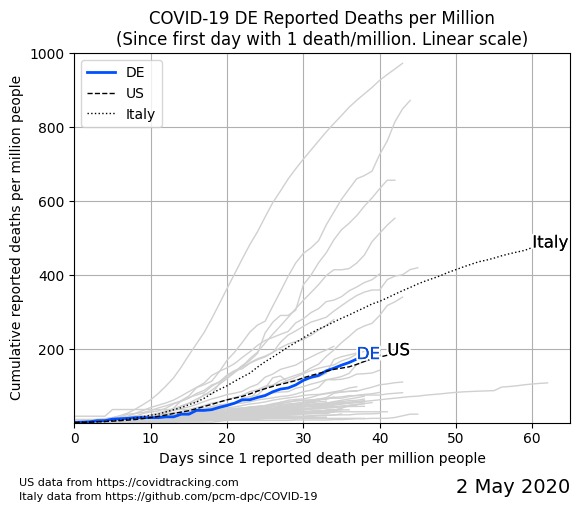 COVID-19 DE Reported Deaths per Million
(Since first day with 1 death/million. Linear scale)
Cumulative reported deaths per million people
1000
800
600
400
200
DE
US
Italy
Italy
DE
US
0
10
20
30
40
50
60
Days since 1 reported death per million people
US data from https://covidtracking.com
Italy data from https://github.com/pcm-dpc/COVID-19
2 May 2020